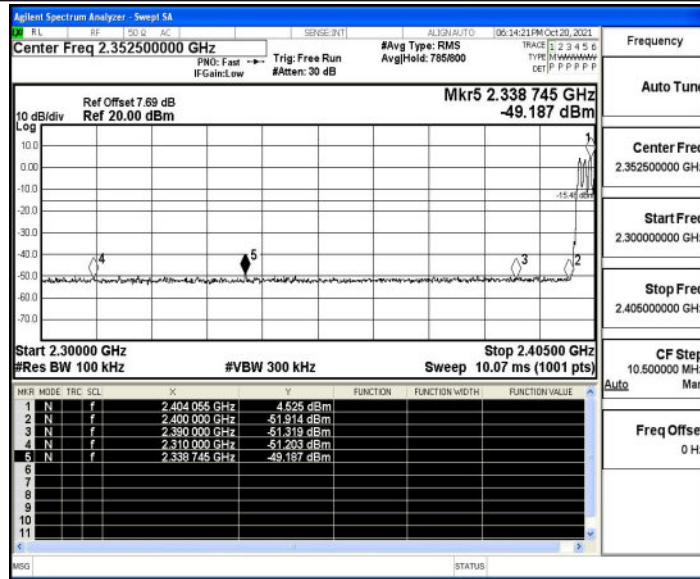 Agilent Spectrum Analyzer - Swept SA
RL RF 50 Ω AC SENSE:INT ALIGN AUTO 06:14:21 PM Oct 20, 2021
Center Freq 2.352500000 GHz
PNO: Fast
IFGain:Low
Trig: Free Run
#Atten: 30 dB
#Avg Type: RMS
Avg|Hold: 785/800
TRACE 1 2 3 4 5 6
TYPE M
DET P P P P P P
Ref Offset 7.69 dB
Ref 20.00 dBm
10 dB/div
Log
Mkr5 2.338 745 GHz
-49.187 dBm
10.0
0.00
-10.0
-20.0
-30.0
-40.0
-50.0
-60.0
-70.0
1
4
5
3
2
Start 2.30000 GHz
#Res BW 100 kHz
#VBW 300 kHz
Stop 2.40500 GHz
Sweep 10.07 ms (1001 pts)
MKR MODE TRC SCL X Y FUNCTION FUNCTION WIDTH FUNCTION VALUE
1 N f 2.404 055 GHz 4.525 dBm
2 N f 2.400 000 GHz -51.914 dBm
3 N f 2.390 000 GHz -51.319 dBm
4 N f 2.310 000 GHz -51.203 dBm
5 N f 2.338 745 GHz -49.187 dBm
6
7
8
9
10
11
MSG STATUS
Frequency
Auto Tune
Center Freq
2.352500000 GHz
Start Freq
2.300000000 GHz
Stop Freq
2.405000000 GHz
CF Step
10.500000 MHz
Auto Man
Freq Offset
0 Hz